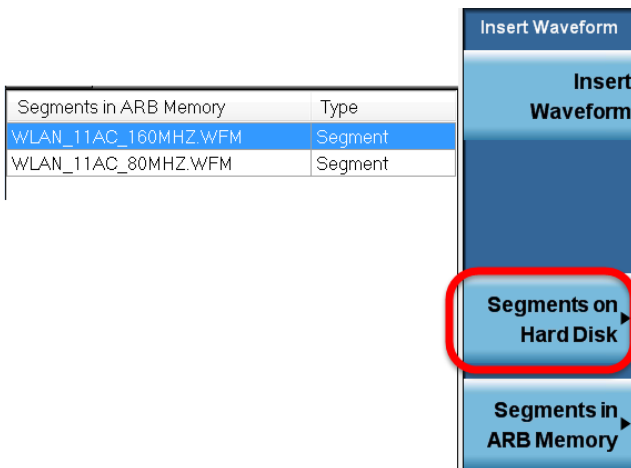 Insert Waveform
Insert
Waveform
Segments in ARB Memory Type
WLAN_11AC_160MHZ.WFM Segment
WLAN_11AC_80MHZ.WFM Segment
Segments on
Hard Disk
Segments in
ARB Memory